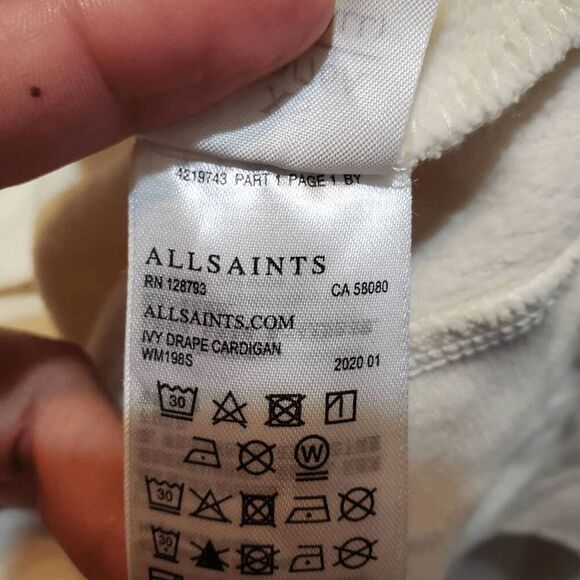 4219743 PART 1 PAGE 1 BY
ALLSAINTS
RN 128793 CA 58080
ALLSAINTS.COM
IVY DRAPE CARDIGAN
WM198S 2020 01
30
W
30
30